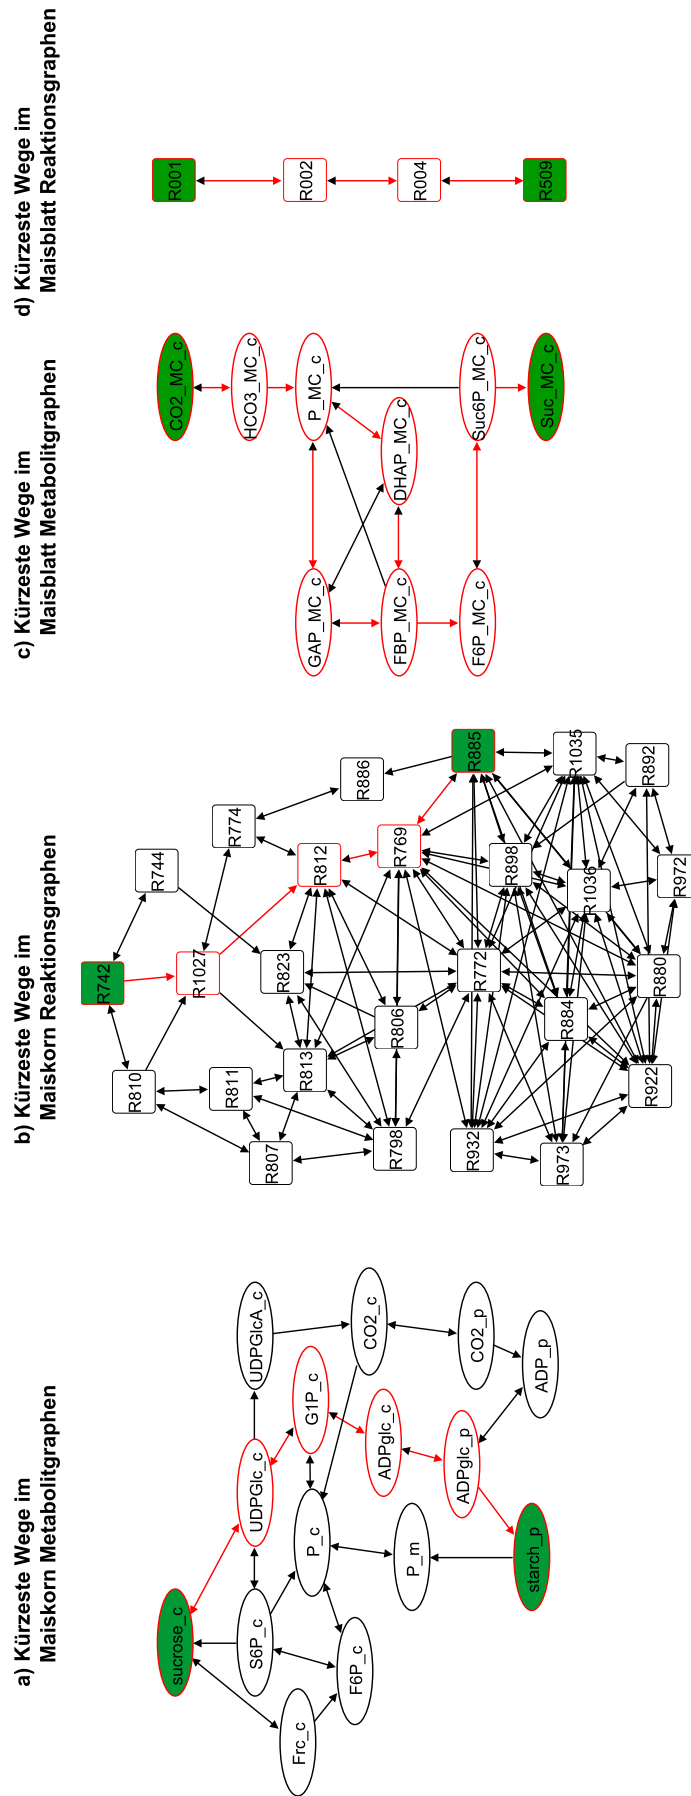 a) Kürzeste Wege im
Maiskorn Metabolitgraphen
sucrose_c
Frc_c
S6P_c
UDPGlc_c
UDPGlcA_c
F6P_c
P_c
G1P_c
CO2_c
P_m
ADPglc_c
ADPglc_p
CO2_p
starch_p
ADP_p
b) Kürzeste Wege im
Maiskorn Reaktionsgraphen
R742
R810
R1027
R744
R811
R774
R807
R823
R813
R812
R886
R806
R769
R798
R885
R772
R932
R898
R1035
R884
R1036
R973
R892
R880
R922
R972
c) Kürzeste Wege im
Maisblatt Metabolitgraphen
CO2_MC_c
HCO3_MC_c
GAP_MC_c
P_MC_c
FBP_MC_c
DHAP_MC_c
F6P_MC_c
Suc6P_MC_c
Suc_MC_c
d) Kürzeste Wege im
Maisblatt Reaktionsgraphen
R001
R002
R004
R509